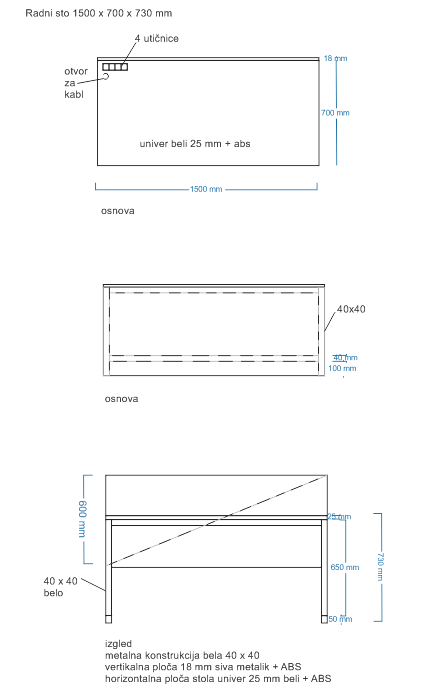 Radni sto 1500 x 700 x 730 mm
4 utičnice
otvor
za
kabl
18 mm
700 mm
univer beli 25 mm + abs
1500 mm
osnova
40x40
40 mm
100 mm
osnova
600 mm
25 mm
730 mm
650 mm
40 x 40
belo
50 mm
izgled
metalna konstrukcija bela 40 x 40
vertikalna ploča 18 mm siva metalik + ABS
horizontalna ploča stola univer 25 mm beli + ABS